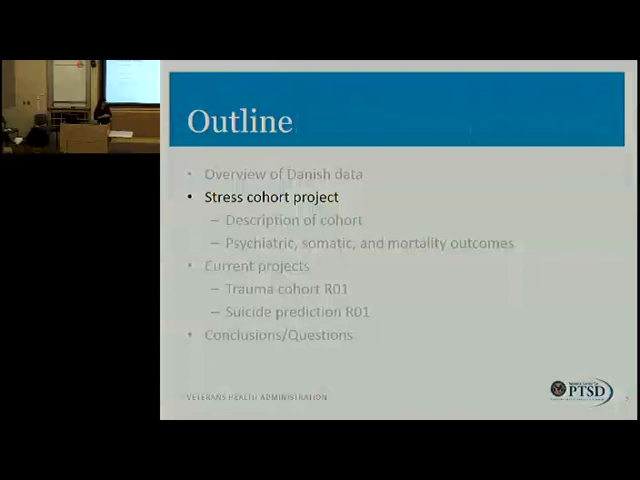 Outline
• Overview of Danish data
• Stress cohort project
– Description of cohort
– Psychiatric, somatic, and mortality outcomes
• Current projects
– Trauma cohort R01
– Suicide prediction R01
• Conclusions/Questions
VETERANS HEALTH ADMINISTRATION
PTSD